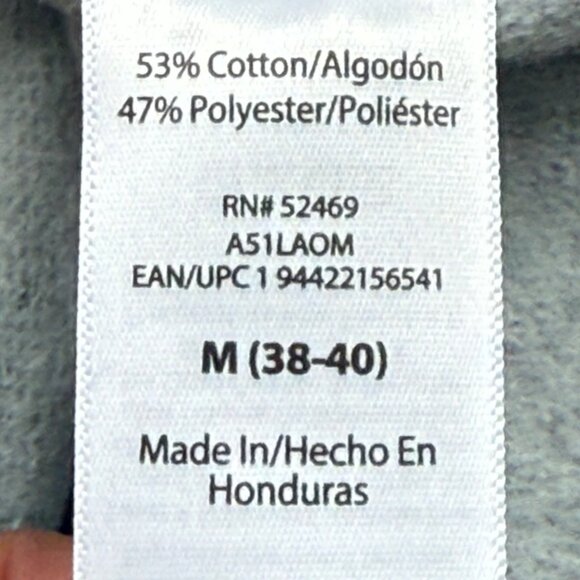 53% Cotton/Algodón
47% Polyester/Poliéster
RN# 52469
A51LAOM
EAN/UPC 1 94422156541
M (38-40)
Made In/Hecho En
Honduras